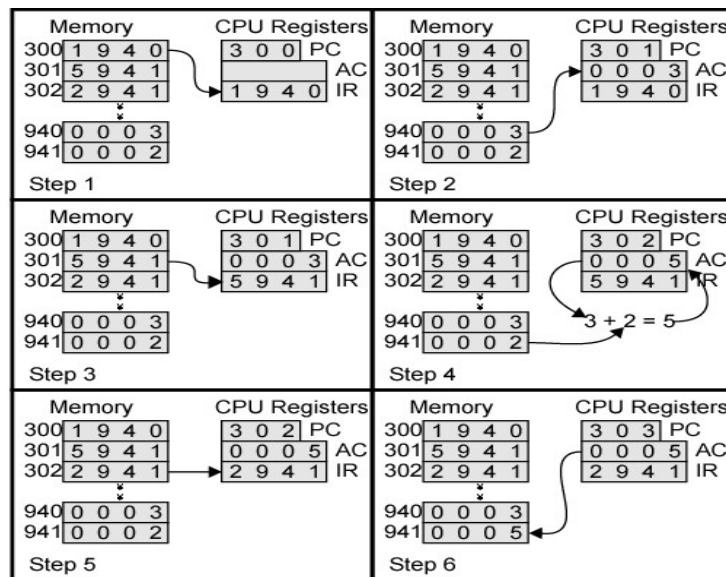 Memory CPU Registers
300 1 9 4 0 3 0 0 PC
301 5 9 4 1 AC
302 2 9 4 1 1 9 4 0 IR
940 0 0 0 3
941 0 0 0 2
Step 1
Memory CPU Registers
300 1 9 4 0 3 0 1 PC
301 5 9 4 1 0 0 0 3 AC
302 2 9 4 1 1 9 4 0 IR
940 0 0 0 3
941 0 0 0 2
Step 2
Memory CPU Registers
300 1 9 4 0 3 0 1 PC
301 5 9 4 1 0 0 0 3 AC
302 2 9 4 1 5 9 4 1 IR
940 0 0 0 3
941 0 0 0 2
Step 3
Memory CPU Registers
300 1 9 4 0 3 0 2 PC
301 5 9 4 1 0 0 0 5 AC
302 2 9 4 1 5 9 4 1 IR
940 0 0 0 3 3 + 2 = 5
941 0 0 0 2
Step 4
Memory CPU Registers
300 1 9 4 0 3 0 2 PC
301 5 9 4 1 0 0 0 5 AC
302 2 9 4 1 2 9 4 1 IR
940 0 0 0 3
941 0 0 0 2
Step 5
Memory CPU Registers
300 1 9 4 0 3 0 3 PC
301 5 9 4 1 0 0 0 5 AC
302 2 9 4 1 2 9 4 1 IR
940 0 0 0 3
941 0 0 0 5
Step 6